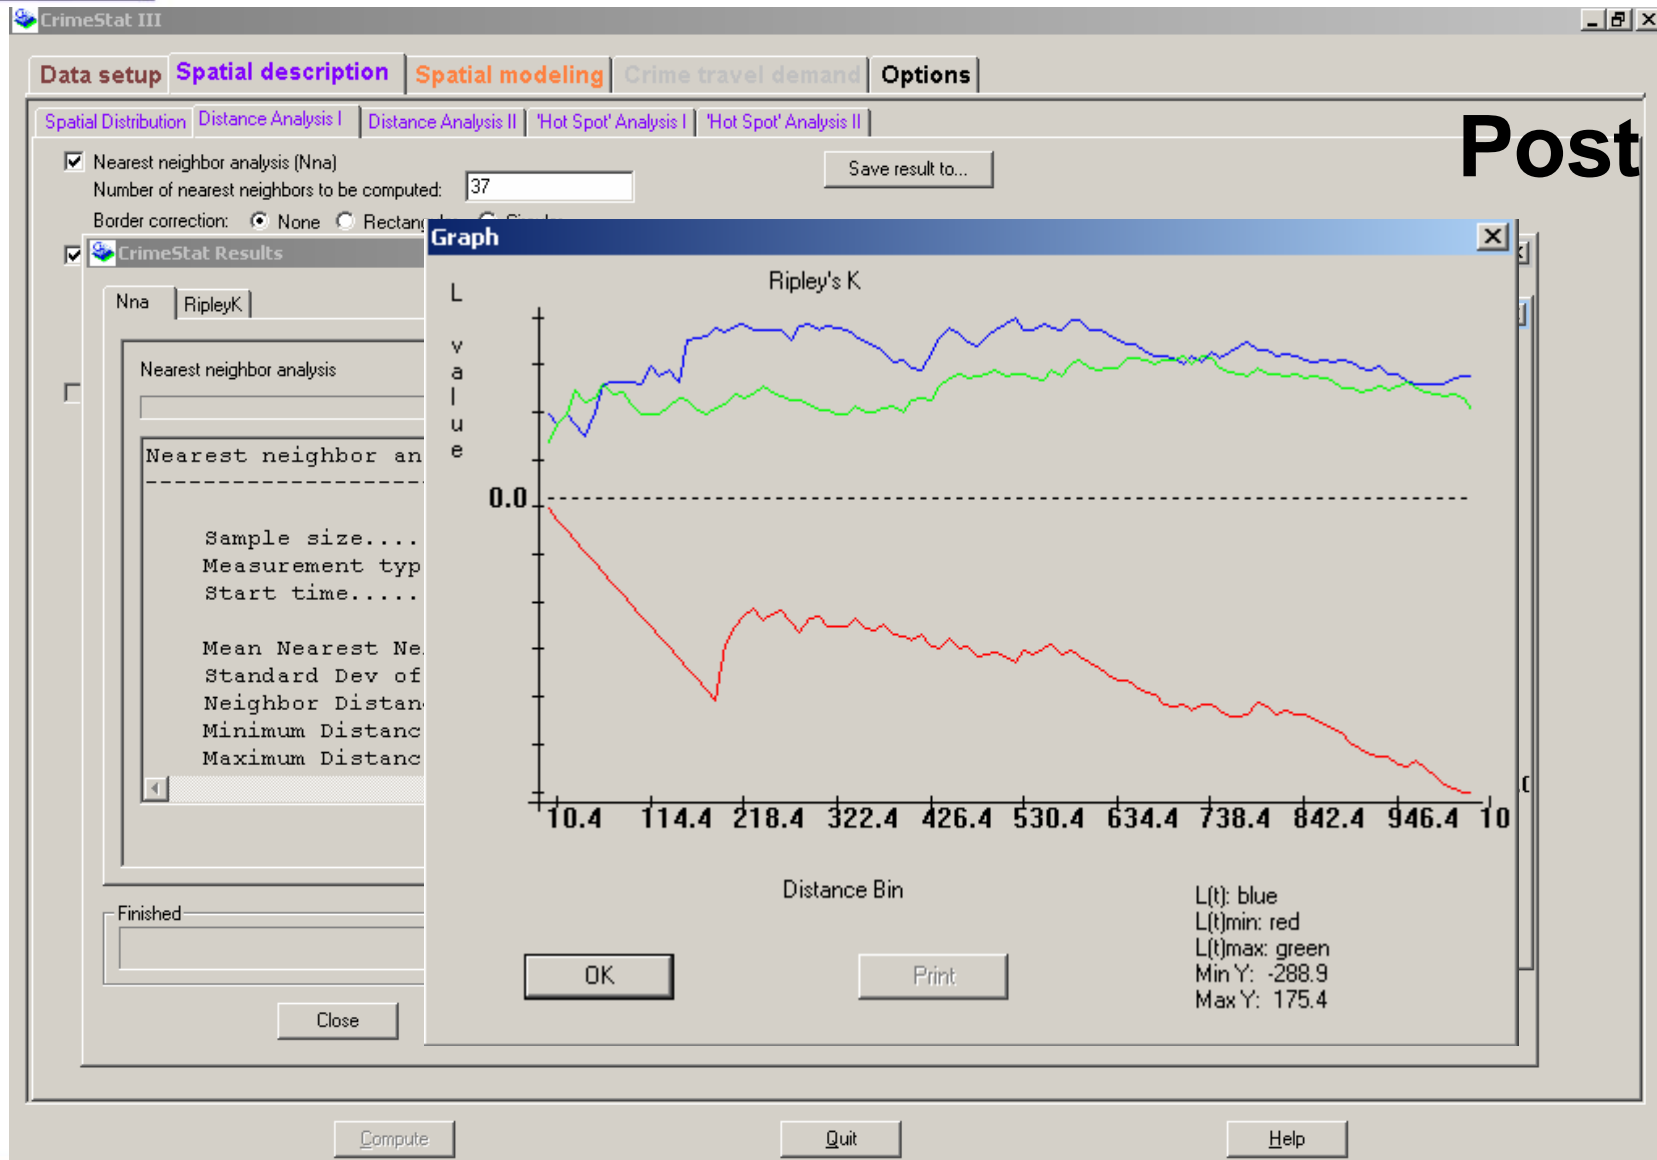 CrimeStat III
Data setup Spatial description Spatial modeling Crime travel demand Options
Spatial Distribution Distance Analysis I Distance Analysis II 'Hot Spot' Analysis I 'Hot Spot' Analysis II
Post
Nearest neighbor analysis (Nna)
Save result to...
Number of nearest neighbors to be computed: 37
Border correction: None
CrimeStat Results
Nna RipleyK
Nearest neighbor analysis
Nearest neighbor an
--------------------
Sample size....
Measurement typ
Start time.....
Mean Nearest Ne
Standard Dev of
Neighbor Distan
Minimum Distanc
Maximum Distanc
Finished
Close
Graph
Ripley's K
L value
0.0
10.4 114.4 218.4 322.4 426.4 530.4 634.4 738.4 842.4 946.4 10
Distance Bin
L(t): blue
L(t)min: red
L(t)max: green
Min Y: -288.9
Max Y: 175.4
OK Print
Compute Quit Help